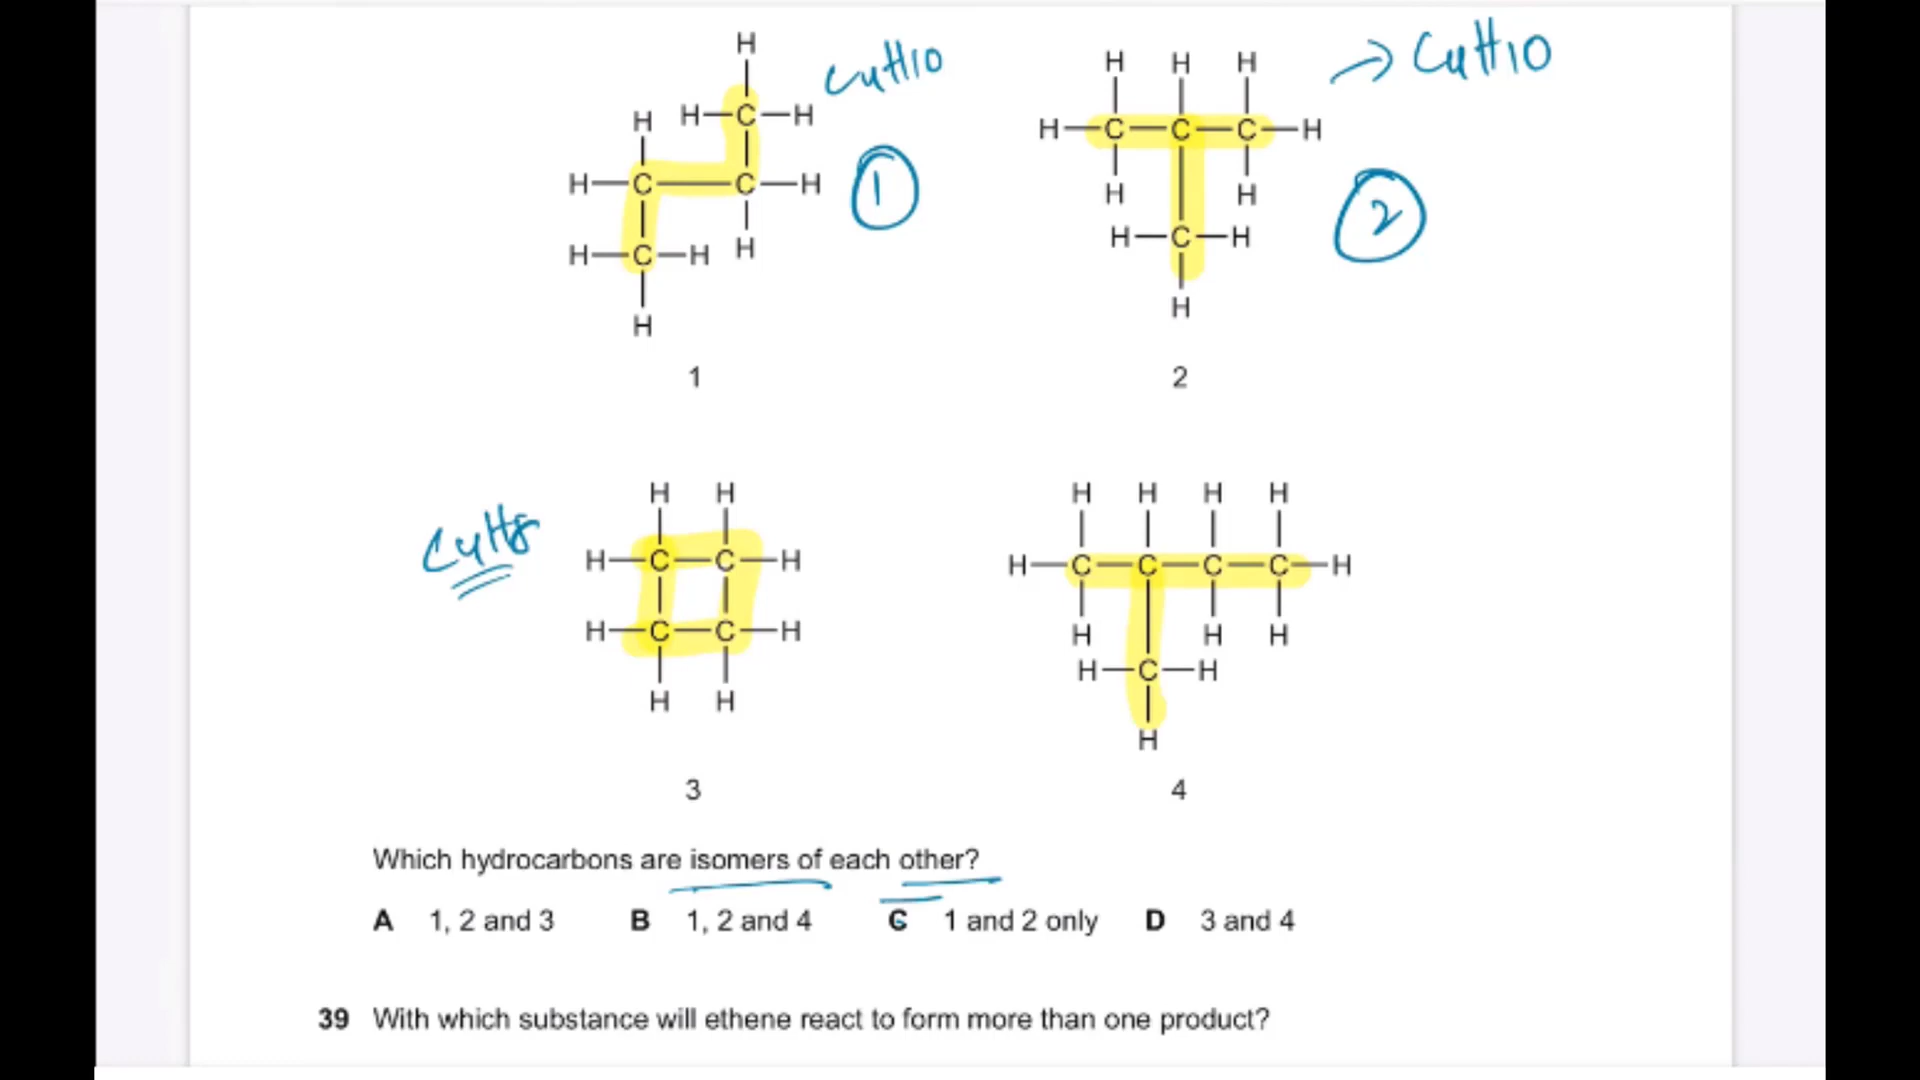 H
H H H
C4H10
→ C4H10
H H—C—H
H—C—C—C—H
H—C—C—H
1
H H
2
H—C—H H
H—C—H
H
H
1
2
H H
H H H H
C4H8
H—C—C—H
H—C—C—C—C—H
H—C—C—H
H H H
H—C—H
H H
H
3
4
Which hydrocarbons are isomers of each other?
A 1, 2 and 3 B 1, 2 and 4 C 1 and 2 only D 3 and 4
39 With which substance will ethene react to form more than one product?